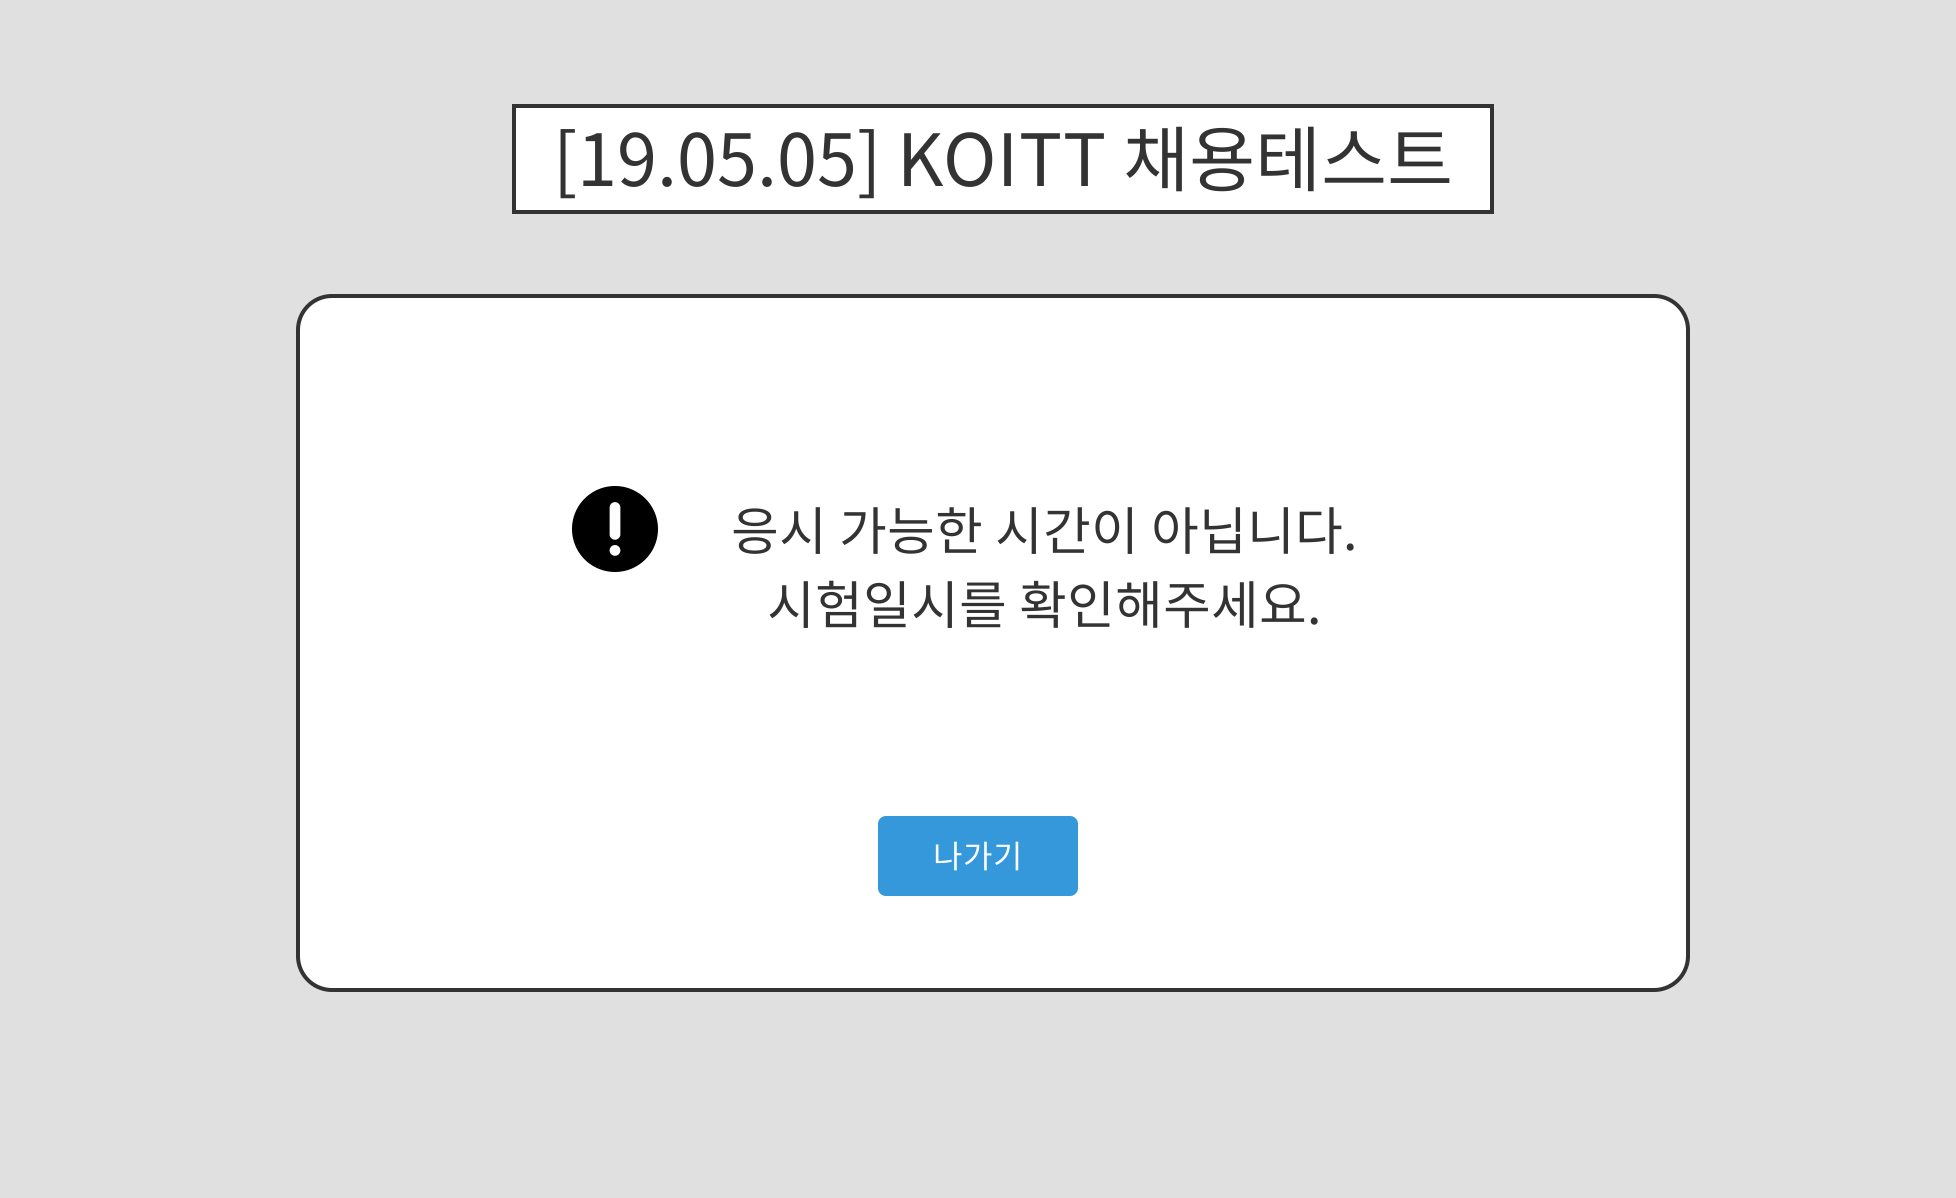 [19.05.05] KOITT 채용테스트
응시 가능한 시간이 아닙니다.
시험일시를 확인해주세요.
나가기